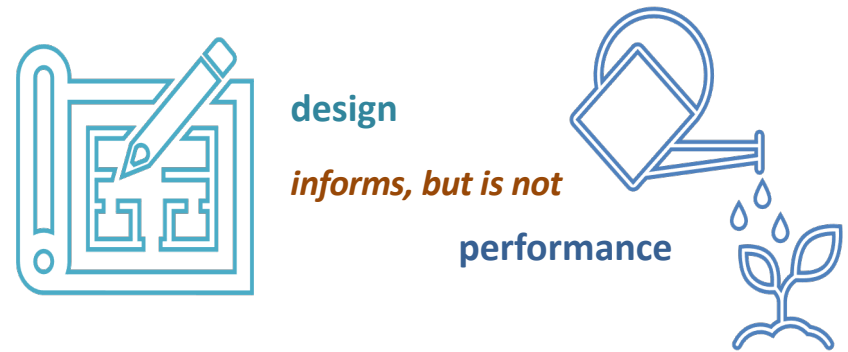 design
informs, but is not
performance